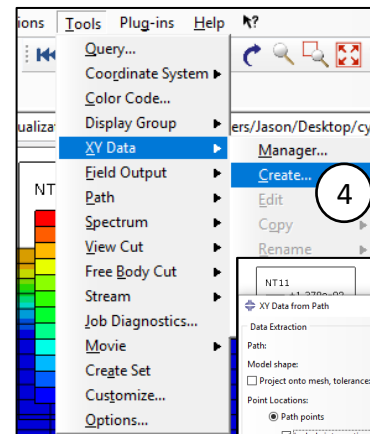 ions Tools Plug-ins Help
Query...
Coordinate System
Color Code...
Display Group
ers/Jason/Desktop/cy
XY Data
Manager...
Field Output
Create...
4
Path
Edit
Spectrum
Copy
View Cut
Rename
Free Body Cut
Stream
Job Diagnostics...
Movie
Create Set
Customize...
Options...
NT
NT11
XY Data from Path
Data Extraction
Path:
Model shape:
Project onto mesh, tolerance:
Point Locations:
Path points